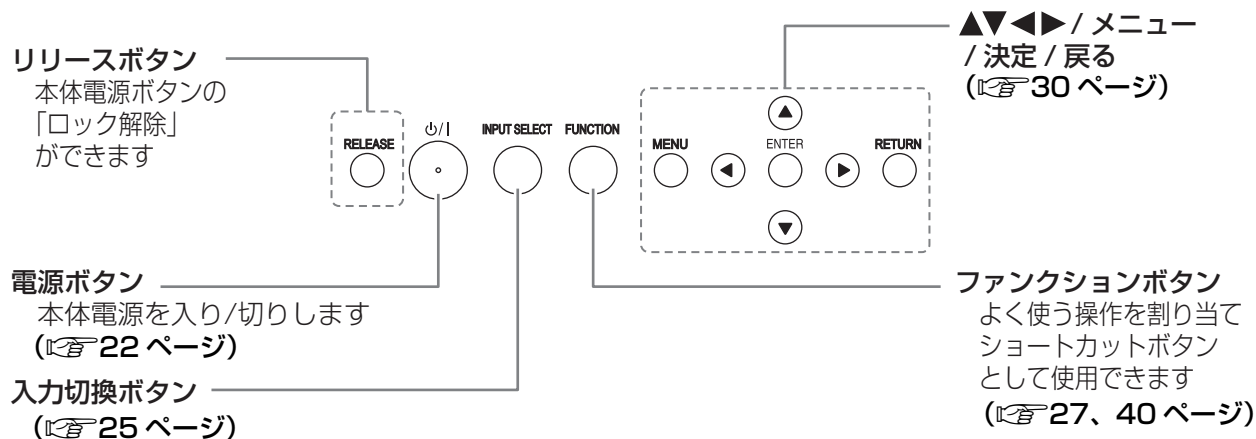 ▲▼◀▶/ メニュー
/ 決定 / 戻る
(☞30 ページ)
リリースボタン
本体電源ボタンの
「ロック解除」
ができます
RELEASE
⏻/|
INPUT SELECT
FUNCTION
MENU
ENTER
RETURN
電源ボタン
本体電源を入り/切りします
(☞22 ページ)
入力切換ボタン
(☞25 ページ)
ファンクションボタン
よく使う操作を割り当て
ショートカットボタン
として使用できます
(☞27、40 ページ)